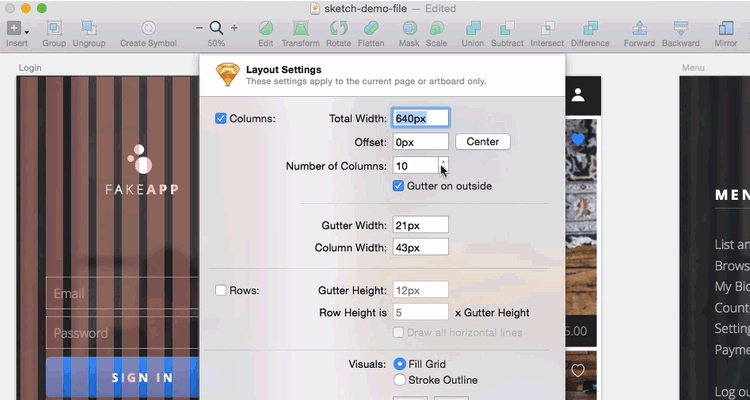 sketch-demo-file — Edited
Insert Group Ungroup Create Symbol 50% Edit Transform Rotate Flatten Mask Scale Union Subtract Intersect Difference Forward Backward Mirror
Login
Menu
Layout Settings
These settings apply to the current page or artboard only.
Columns:
Total Width: 640px
Offset: 0px Center
Number of Columns: 10
Gutter on outside
Gutter Width: 21px
Column Width: 43px
Rows:
Gutter Height: 12px
Row Height is 5 x Gutter Height
Draw all horizontal lines
Visuals:
Fill Grid
Stroke Outline
FAKEAPP
Email
Password
SIGN IN
5.00
MEN
List an
Brows
My Bid
Count
Setting
Payme
Log ou